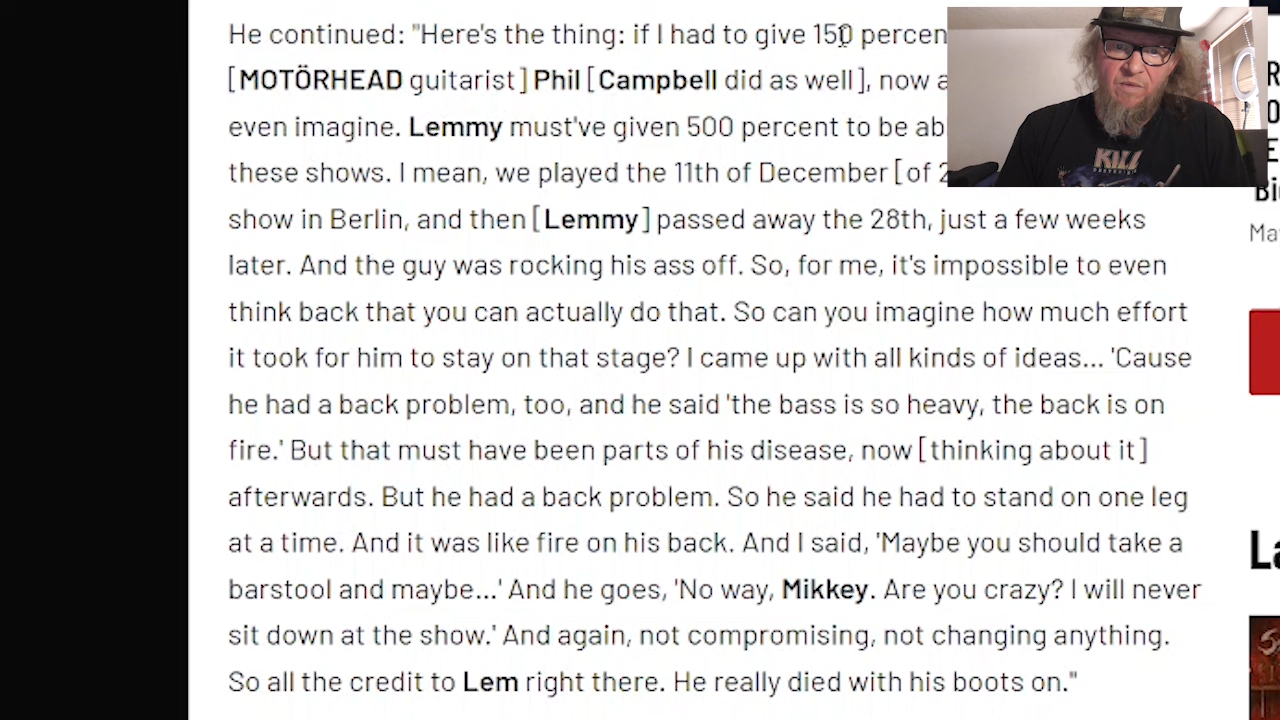 He continued: "Here's the thing: if I had to give 150 percen
[MOTÖRHEAD guitarist] Phil [Campbell did as well], now a
even imagine. Lemmy must've given 500 percent to be ab
these shows. I mean, we played the 11th of December [of 2
show in Berlin, and then [Lemmy] passed away the 28th, just a few weeks
later. And the guy was rocking his ass off. So, for me, it's impossible to even
think back that you can actually do that. So can you imagine how much effort
it took for him to stay on that stage? I came up with all kinds of ideas... 'Cause
he had a back problem, too, and he said 'the bass is so heavy, the back is on
fire.' But that must have been parts of his disease, now [thinking about it]
afterwards. But he had a back problem. So he said he had to stand on one leg
at a time. And it was like fire on his back. And I said, 'Maybe you should take a
barstool and maybe...' And he goes, 'No way, Mikkey. Are you crazy? I will never
sit down at the show.' And again, not compromising, not changing anything.
So all the credit to Lem right there. He really died with his boots on."
KILL
R
O
E
Bi
Ma
La